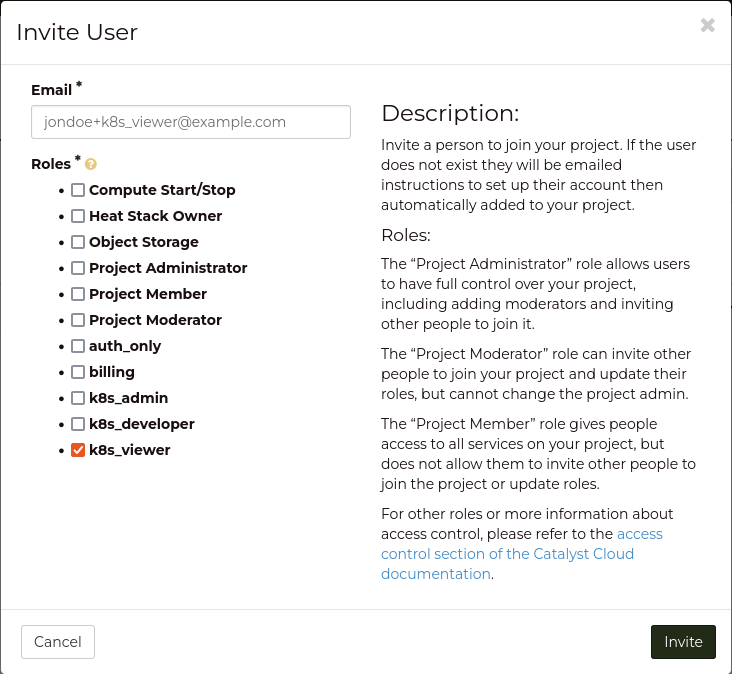 Invite User
×
Email *
jondoe+k8s_viewer@example.com
Roles * ?
Compute Start/Stop
Heat Stack Owner
Object Storage
Project Administrator
Project Member
Project Moderator
auth_only
billing
k8s_admin
k8s_developer
k8s_viewer
Description:
Invite a person to join your project. If the user
does not exist they will be emailed
instructions to set up their account then
automatically added to your project.
Roles:
The “Project Administrator” role allows users
to have full control over your project,
including adding moderators and inviting
other people to join it.
The “Project Moderator” role can invite other
people to join your project and update their
roles, but cannot change the project admin.
The “Project Member” role gives people
access to all services on your project, but
does not allow them to invite other people to
join the project or update roles.
For other roles or more information about
access control, please refer to the access
control section of the Catalyst Cloud
documentation.
Cancel
Invite